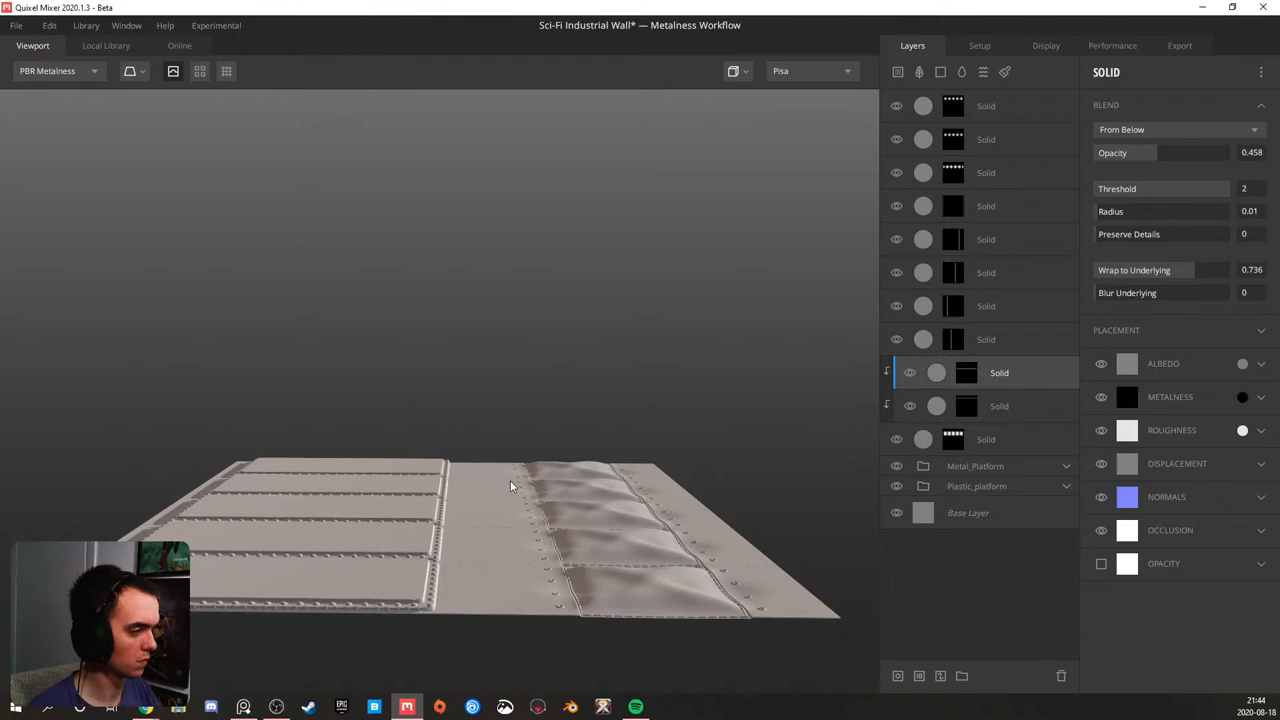 Quixel Mixer 2020.1.3 - Beta
File Edit Library Window Help Experimental
Sci-Fi Industrial Wall* — Metalness Workflow
Viewport Local Library Online
Layers Setup Display Performance Export
PBR Metalness
Pisa
SOLID
BLEND
From Below
Opacity 0.458
Threshold 2
Radius 0.01
Preserve Details 0
Wrap to Underlying 0.736
Blur Underlying 0
PLACEMENT
ALBEDO
METALNESS
ROUGHNESS
DISPLACEMENT
NORMALS
OCCLUSION
OPACITY
Solid
Solid
Solid
Solid
Solid
Solid
Solid
Solid
Solid
Solid
Solid
Metal_Platform
Plastic_platform
Base Layer
EPIC
21:44
2020-08-18